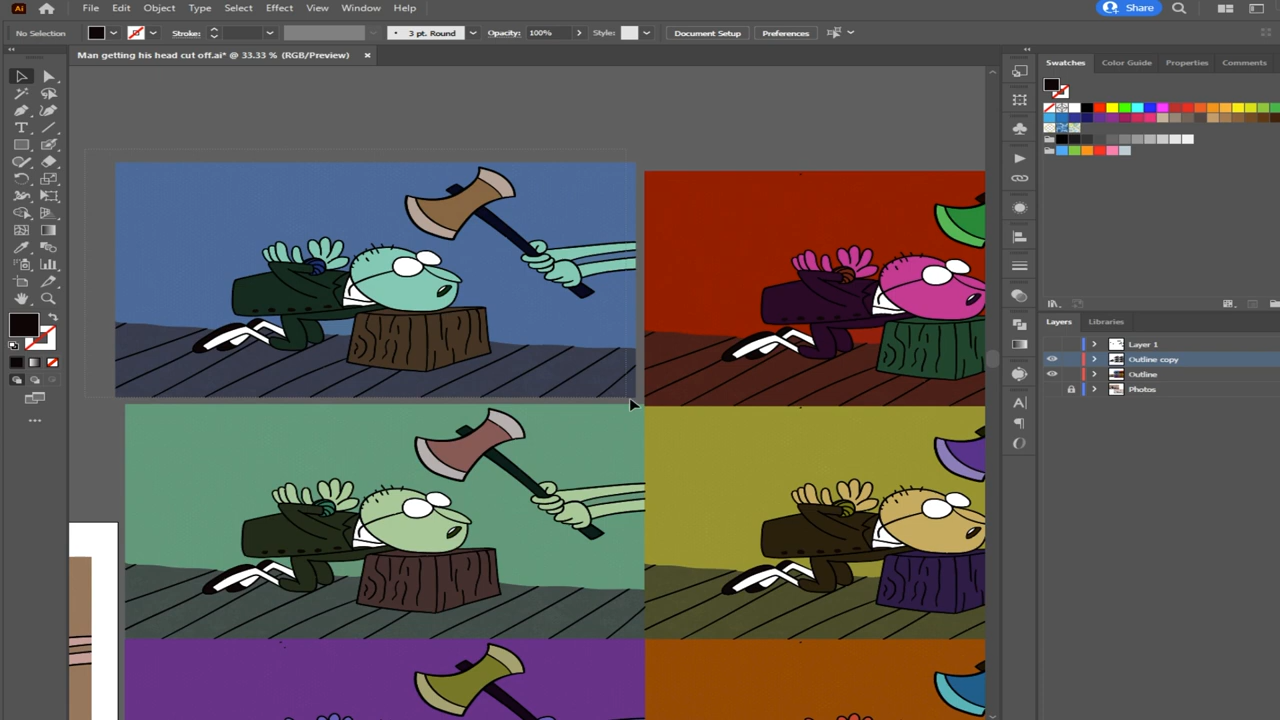 Ai File Edit Object Type Select Effect View Window Help Share
No Selection Stroke: 3 pt. Round Opacity: 100% Style: Document Setup Preferences
Man getting his head cut off.ai* @ 33.33 % (RGB/Preview)
Swatches Color Guide Properties Comments
Layers Libraries
Layer 1
Outline copy
Outline
Photos